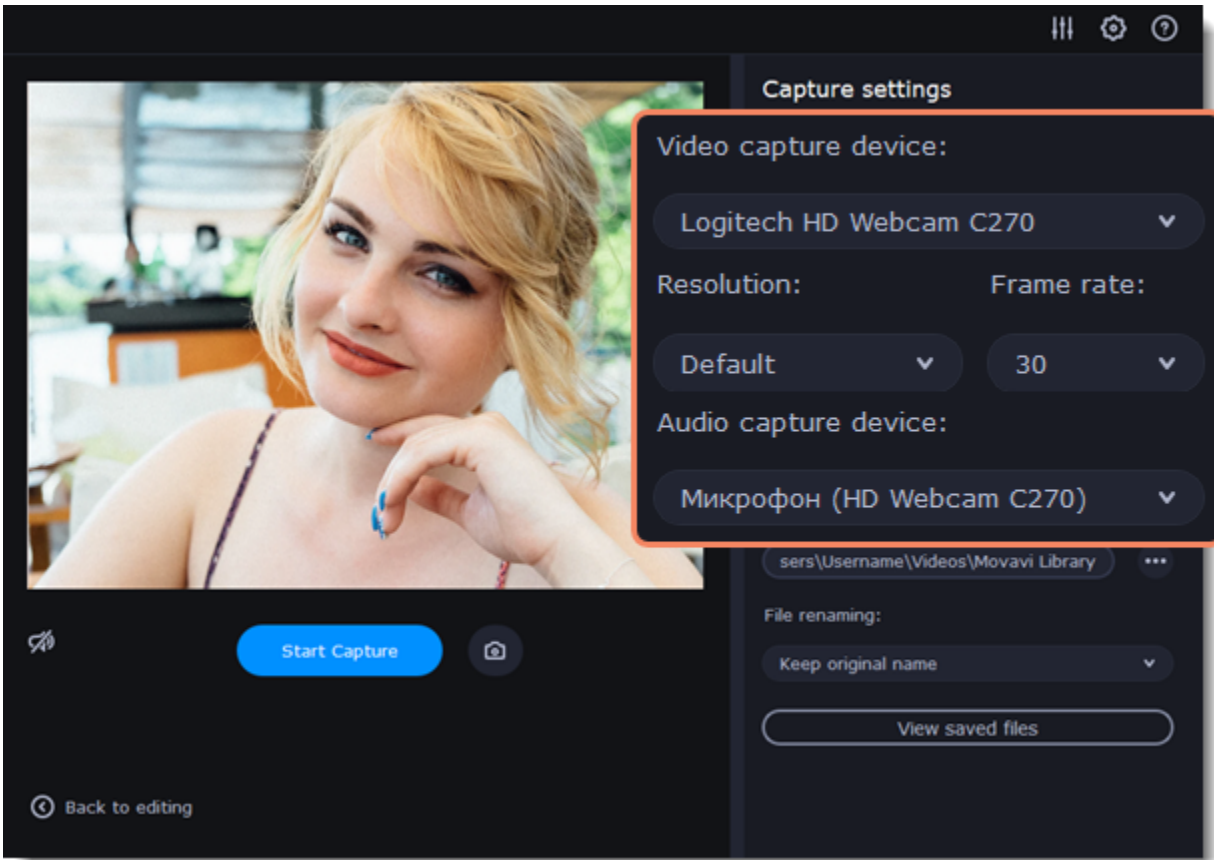 Capture settings
Video capture device:
Logitech HD Webcam C270
Resolution: Frame rate:
Default 30
Audio capture device:
Микрофон (HD Webcam C270)
sers\Username\Videos\Movavi Library
File renaming:
Start Capture
Keep original name
View saved files
Back to editing